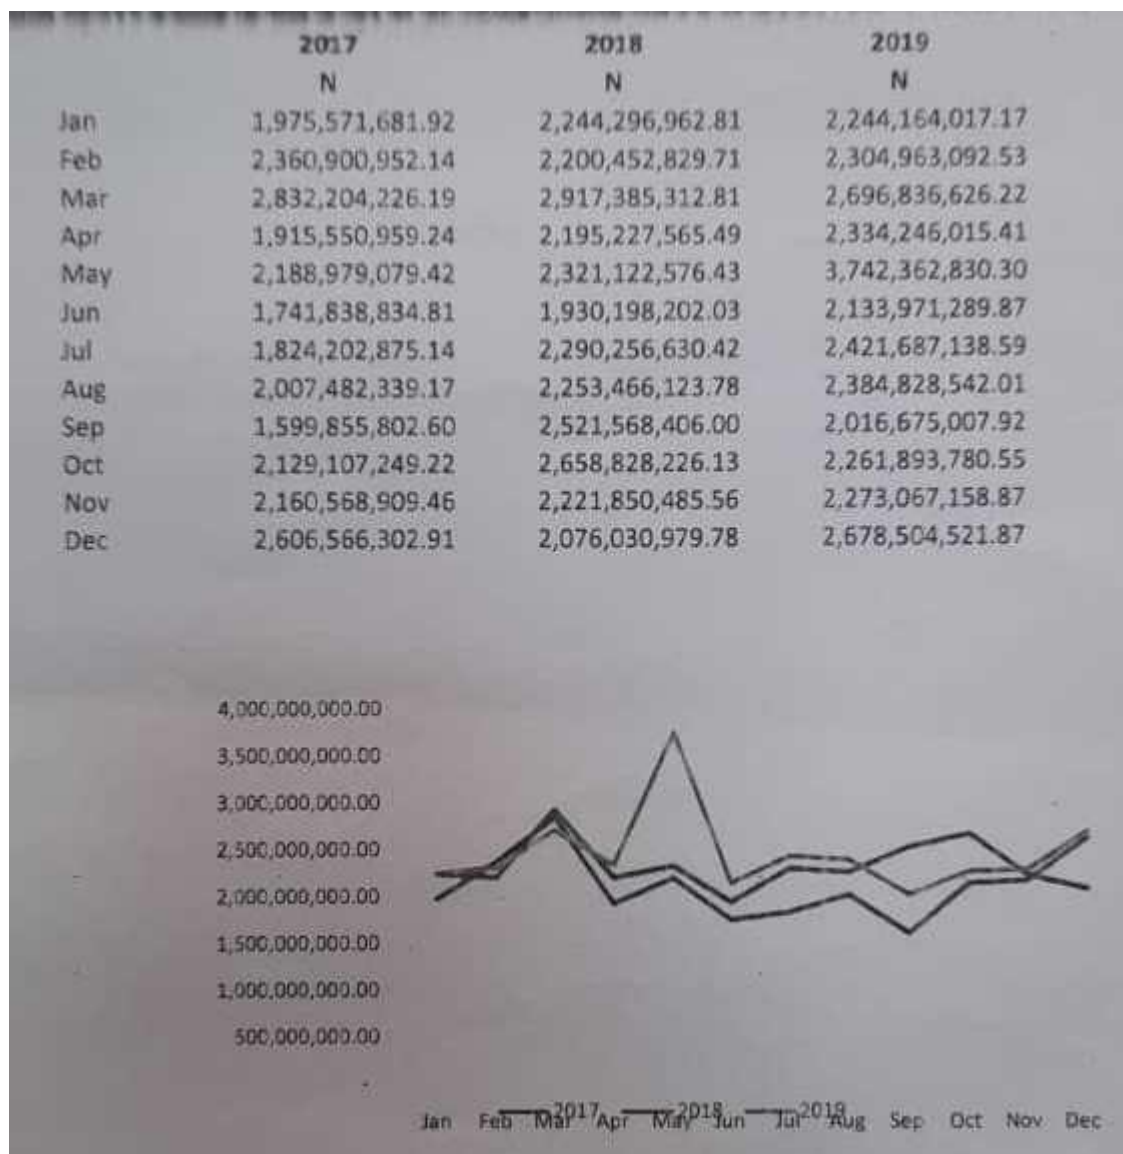 2017 2018 2019
N N N
Jan 1,975,571,681.92 2,244,296,962.81 2,244,164,017.17
Feb 2,360,900,952.14 2,200,452,829.71 2,304,963,092.53
Mar 2,832,204,226.19 2,917,385,312.81 2,696,836,626.22
Apr 1,915,550,959.24 2,195,227,565.49 2,334,246,015.41
May 2,188,979,079.42 2,321,122,576.43 3,742,362,830.30
Jun 1,741,838,834.81 1,930,198,202.03 2,133,971,289.87
Jul 1,824,202,875.14 2,290,256,630.42 2,421,687,138.59
Aug 2,007,482,339.17 2,253,466,123.78 2,384,828,542.01
Sep 1,599,855,802.60 2,521,568,406.00 2,016,675,007.92
Oct 2,129,107,249.22 2,658,828,226.13 2,261,893,780.55
Nov 2,160,568,909.46 2,221,850,485.56 2,273,067,158.87
Dec 2,606,566,302.91 2,076,030,979.78 2,678,504,521.87
4,000,000,000.00
3,500,000,000.00
3,000,000,000.00
2,500,000,000.00
2,000,000,000.00
1,500,000,000.00
1,000,000,000.00
500,000,000.00
-
2017 2018 2019
Jan Feb Mar Apr May Jun Jul Aug Sep Oct Nov Dec